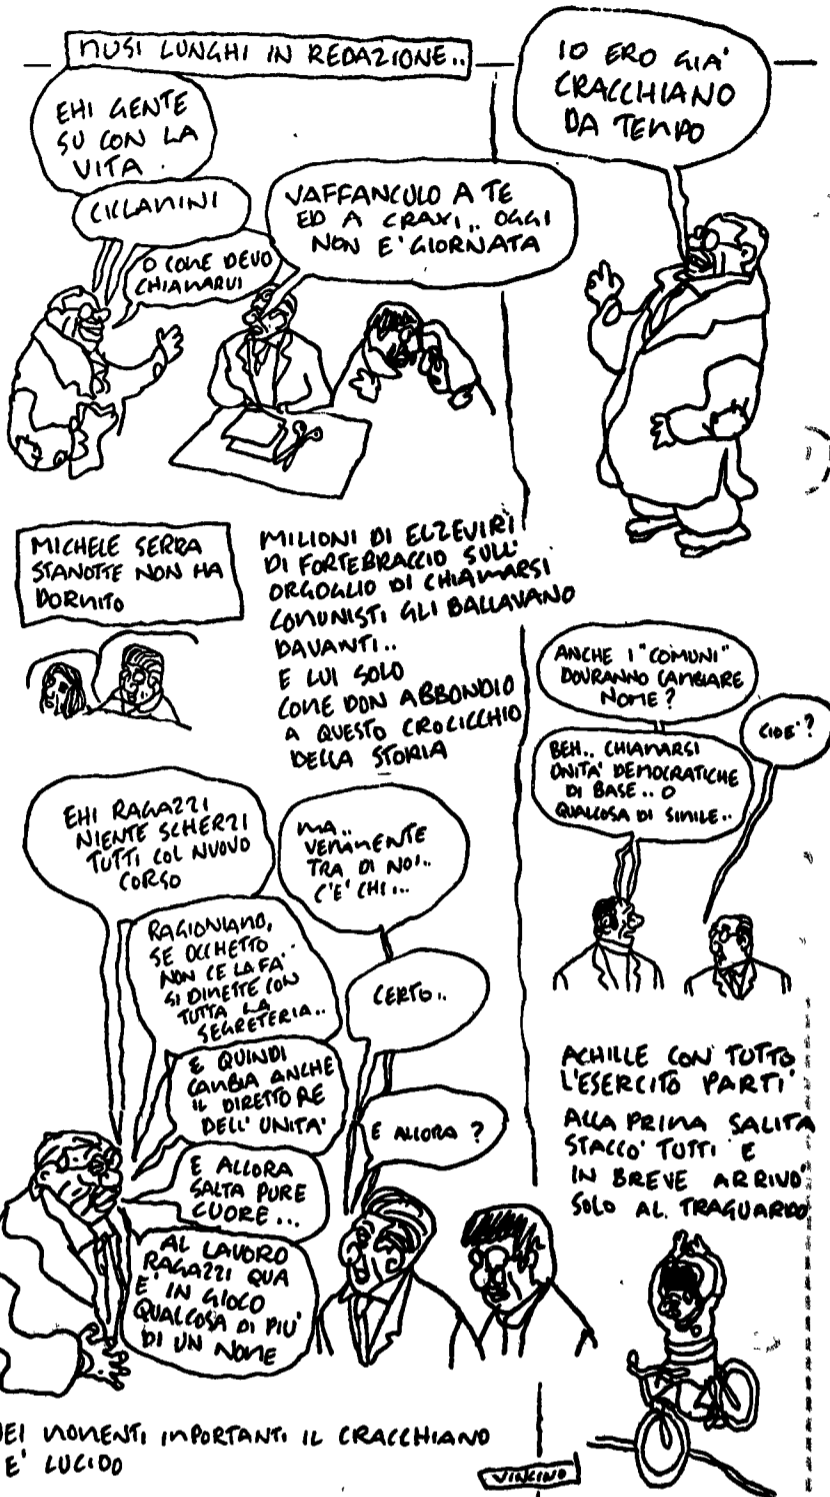 MUSI LUNGHI IN REDAZIONE..
EHI GENTE
SU CON LA
VITA.
CICLAMINI
O COME DEVO
CHIAMARVI
VAFFANCULO A TE
ED A CRAXI.. OGGI
NON E' GIORNATA
IO ERO GIA'
CRACCHIANO
DA TEMPO
MICHELE SERRA
STANOTTE NON HA
DORMITO
MILIONI DI ELZEVIRI
DI FORTEBRACCIO SULL'
ORGOGLIO DI CHIAMARSI
COMUNISTI GLI BALLAVANO
DAVANTI..
E LUI SOLO
COME DON ABBONDIO
A QUESTO CROCICCHIO
DELLA STORIA
ANCHE I "COMUNI"
DOVRANNO CAMBIARE
NOME?
CIOE'?
BEH.. CHIAMARSI
UNITA' DEMOCRATICHE
DI BASE.. O
QUALCOSA DI SIMILE..
EHI RAGAZZI
NIENTE SCHERZI
TUTTI COL NUOVO
CORSO
MA..
VERAMENTE
TRA DI NOI..
C'E' CHI...
RAGIONIAMO,
SE OCCHETTO
NON CE LA FA'..
SI DIMETTE CON
TUTTA LA
SEGRETERIA..
CERTO..
E QUINDI
CAMBIA ANCHE
IL DIRETTORE
DELL'UNITA'
E ALLORA?
E ALLORA
SALTA PURE
CUORE...
AL LAVORO
RAGAZZI QUA
E' IN GIOCO
QUALCOSA DI PIU'
DI UN NOME
NEI MOMENTI IMPORTANTI IL CRACCHIANO
E' LUCIDO
ACHILLE CON TUTTO
L'ESERCITO PARTI'
ALLA PRIMA SALITA
STACCO' TUTTI E
IN BREVE ARRIVO'
SOLO AL TRAGUARDO
VINCINO